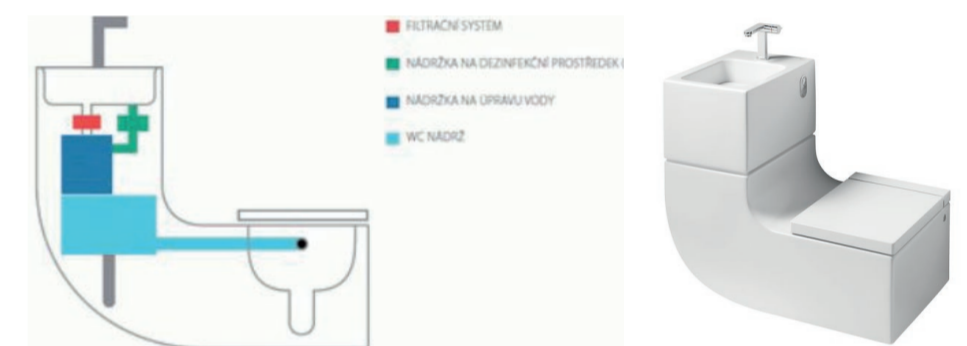 FILTRAČNÍ SYSTÉM
NÁDRŽKA NA DEZINFEKČNÍ PROSTŘEDEK (
NÁDRŽKA NA ÚPRAVU VODY
WC NÁDRŽ